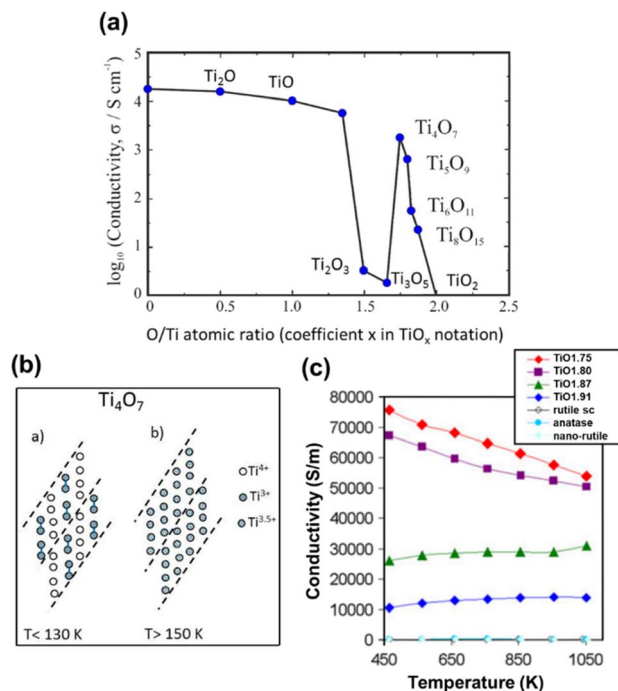 (a)
log₁₀ (Conductivity, σ / S cm⁻¹)
5
4
3
2
1
0
Ti₂O
TiO
Ti₄O₇
Ti₅O₉
Ti₆O₁₁
Ti₈O₁₅
Ti₂O₃
Ti₃O₅
TiO₂
0 0.5 1.0 1.5 2.0 2.5
O/Ti atomic ratio (coefficient x in TiOₓ notation)
(b)
Ti₄O₇
a) b)
Ti⁴⁺
Ti³⁺
Ti³·⁵⁺
T< 130 K T> 150 K
(c)
TiO1.75
TiO1.80
TiO1.87
TiO1.91
rutile sc
anatase
nano-rutile
Conductivity (S/m)
80000
70000
60000
50000
40000
30000
20000
10000
0
450 650 850 1050
Temperature (K)